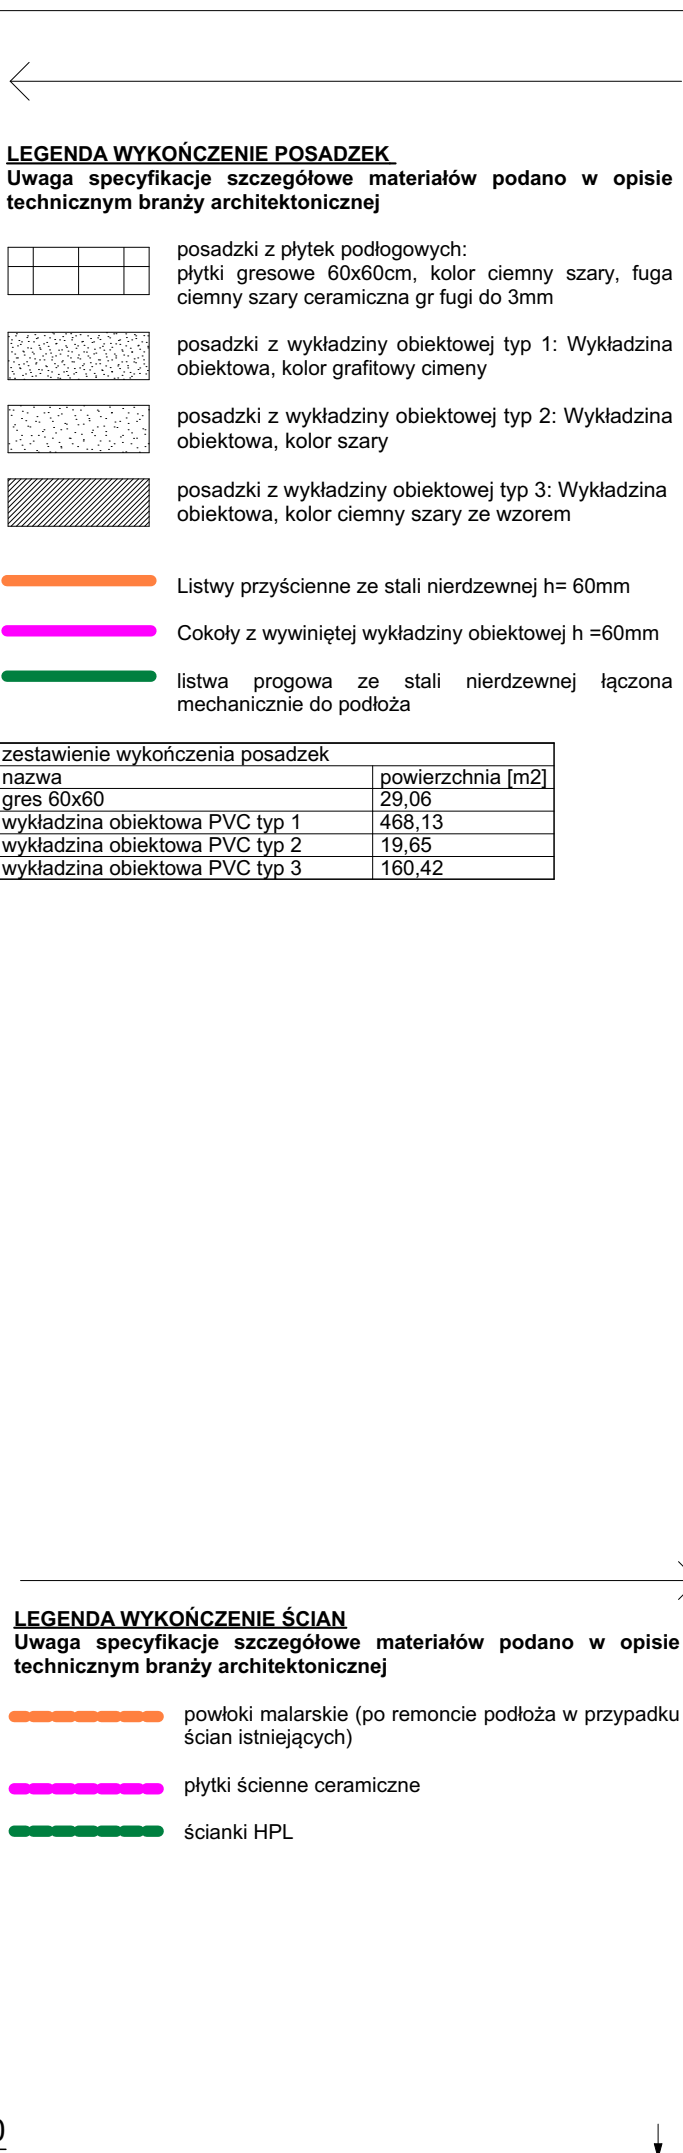 LEGENDA WYKOŃCZENIE POSADZEK
Uwaga specyfikacje szczegółowe materiałów podano w opisie
technicznym branży architektonicznej
posadzki z płytek podłogowych:
płytki gresowe 60x60cm, kolor ciemny szary, fuga
ciemny szary ceramiczna gr fugi do 3mm
posadzki z wykładziny obiektowej typ 1: Wykładzina
obiektowa, kolor grafitowy cimeny
posadzki z wykładziny obiektowej typ 2: Wykładzina
obiektowa, kolor szary
posadzki z wykładziny obiektowej typ 3: Wykładzina
obiektowa, kolor ciemny szary ze wzorem
Listwy przyścienne ze stali nierdzewnej h= 60mm
Cokoły z wywiniętej wykładziny obiektowej h =60mm
listwa progowa ze stali nierdzewnej łączona
mechanicznie do podłoża
zestawienie wykończenia posadzek
nazwa powierzchnia [m2]
gres 60x60 29,06
wykładzina obiektowa PVC typ 1 468,13
wykładzina obiektowa PVC typ 2 19,65
wykładzina obiektowa PVC typ 3 160,42
LEGENDA WYKOŃCZENIE ŚCIAN
Uwaga specyfikacje szczegółowe materiałów podano w opisie
technicznym branży architektonicznej
powłoki malarskie (po remoncie podłoża w przypadku
ścian istniejących)
płytki ścienne ceramiczne
ścianki HPL